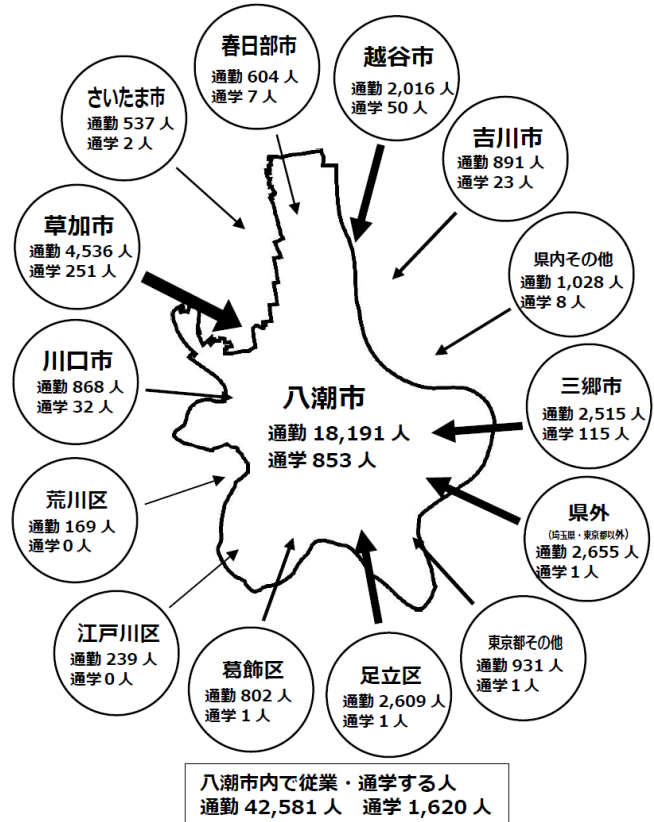 春日部市
通勤 604 人
通学 7 人
越谷市
通勤 2,016 人
通学 50 人
さいたま市
通勤 537 人
通学 2 人
吉川市
通勤 891 人
通学 23 人
草加市
通勤 4,536 人
通学 251 人
県内その他
通勤 1,028 人
通学 8 人
川口市
通勤 868 人
通学 32 人
八潮市
通勤 18,191 人
通学 853 人
三郷市
通勤 2,515 人
通学 115 人
荒川区
通勤 169 人
通学 0 人
県外
(埼玉県・東京都以外)
通勤 2,655 人
通学 1 人
江戸川区
通勤 239 人
通学 0 人
葛飾区
通勤 802 人
通学 1 人
足立区
通勤 2,609 人
通学 1 人
東京都その他
通勤 931 人
通学 1 人
八潮市内で従業・通学する人
通勤 42,581 人 通学 1,620 人